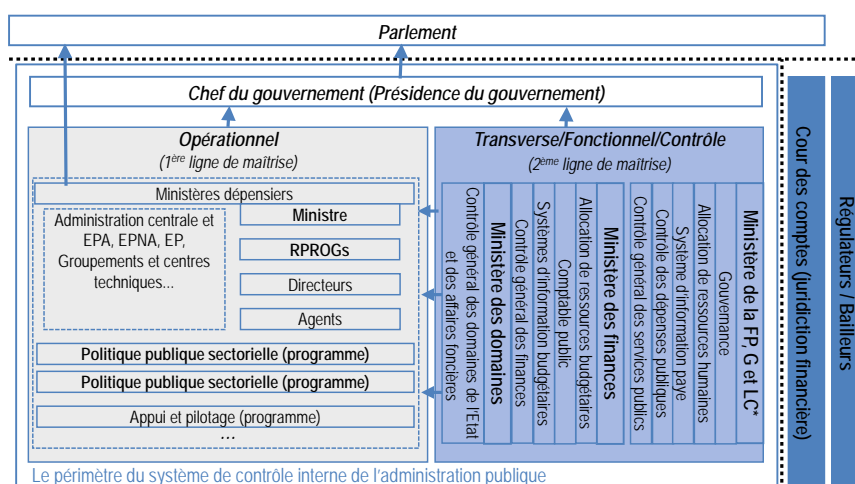 Parlement
Chef du gouvernement (Présidence du gouvernement)
Opérationnel
(1ère ligne de maîtrise)
Ministères dépensiers
Administration centrale et
EPA, EPNA, EP,
Groupements et centres
techniques...
Ministre
RPROGs
Directeurs
Agents
Politique publique sectorielle (programme)
Politique publique sectorielle (programme)
Appui et pilotage (programme)
...
Transverse/Fonctionnel/Contrôle
(2ème ligne de maîtrise)
Contrôle général des domaines de l'Etat
et des affaires foncières
Ministère des domaines
Contrôle général des finances
Systèmes d'information budgétaires
Comptable public
Allocation de ressources budgétaires
Ministère des finances
Contrôle général des services publics
Contrôle des dépenses publiques
Système d'information paye
Allocation de ressources humaines
Gouvernance
Ministère de la FP, G et LC*
Cour des comptes (juridiction financière)
Régulateurs / Bailleurs
Le périmètre du système de contrôle interne de l'administration publique